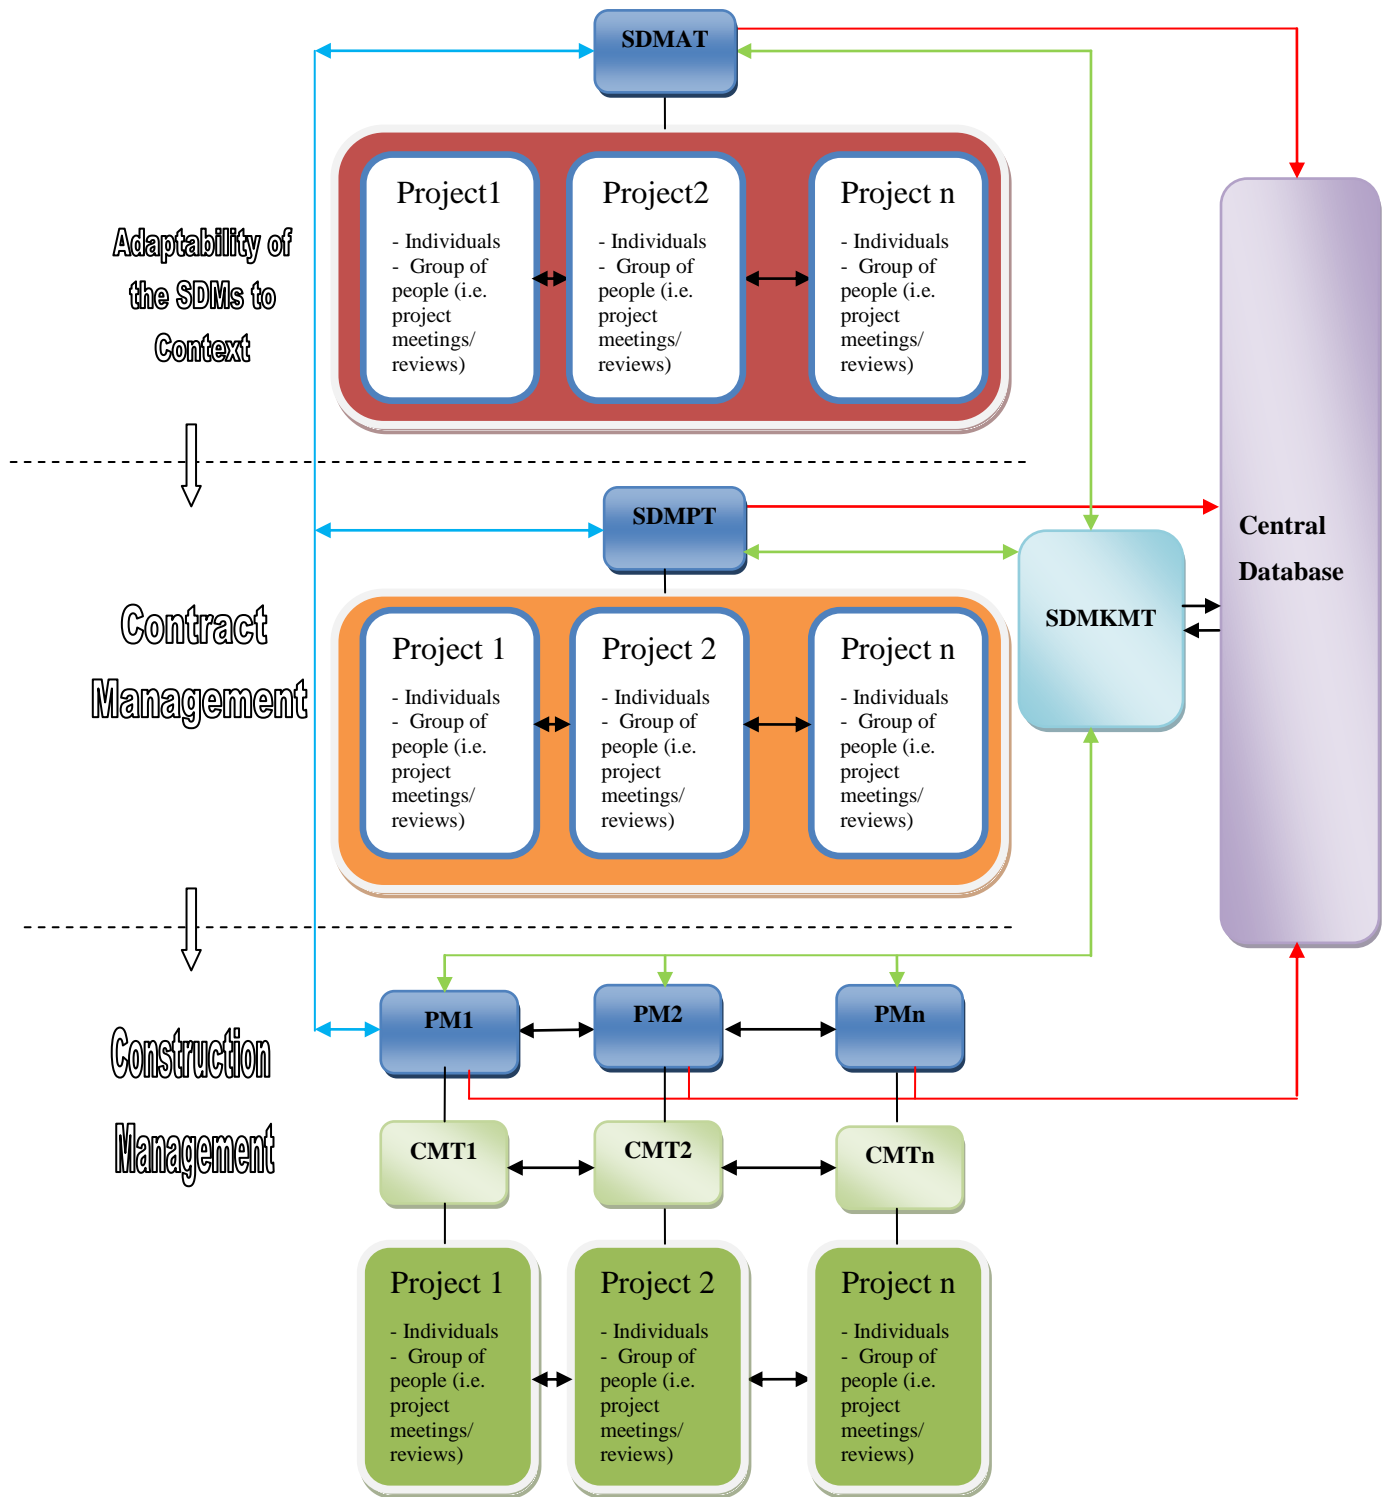 SDMAT
Adaptability of
the SDMs to
Context
Project1
- Individuals
- Group of
people (i.e.
project
meetings/
reviews)
Project2
- Individuals
- Group of
people (i.e.
project
meetings/
reviews)
Project n
- Individuals
- Group of
people (i.e.
project
meetings/
reviews)
SDMPT
Contract
Management
Project 1
- Individuals
- Group of
people (i.e.
project
meetings/
reviews)
Project 2
- Individuals
- Group of
people (i.e.
project
meetings/
reviews)
Project n
- Individuals
- Group of
people (i.e.
project
meetings/
reviews)
SDMKMT
Central
Database
Construction
Management
PM1
PM2
PMn
CMT1
CMT2
CMTn
Project 1
- Individuals
- Group of
people (i.e.
project
meetings/
reviews)
Project 2
- Individuals
- Group of
people (i.e.
project
meetings/
reviews)
Project n
- Individuals
- Group of
people (i.e.
project
meetings/
reviews)